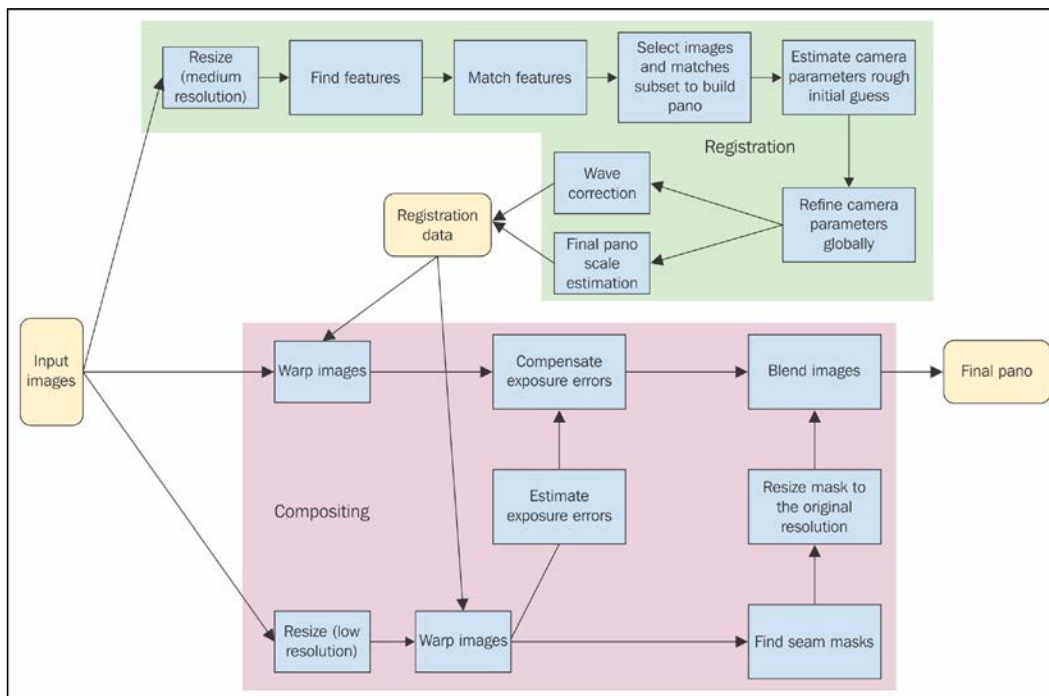 Resize
(medium
resolution)
Find features
Match features
Select images
and matches
subset to build
pano
Estimate camera
parameters rough
initial guess
Registration
Wave
correction
Refine camera
parameters
globally
Registration
data
Final pano
scale
estimation
Input
images
Warp images
Compensate
exposure errors
Blend images
Final pano
Compositing
Estimate
exposure errors
Resize mask to
the original
resolution
Resize (low
resolution)
Warp images
Find seam masks